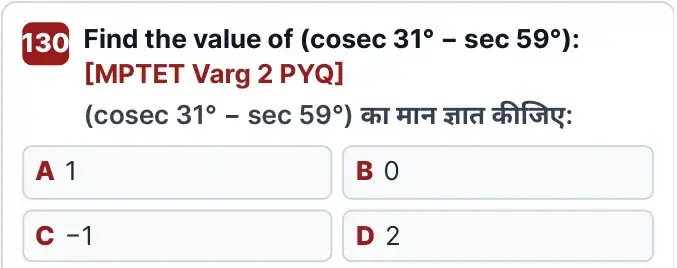 130 Find the value of (cosec 31° − sec 59°):
[MPTET Varg 2 PYQ]
(cosec 31° − sec 59°) का मान ज्ञात कीजिए:
A 1 B 0
C −1 D 2